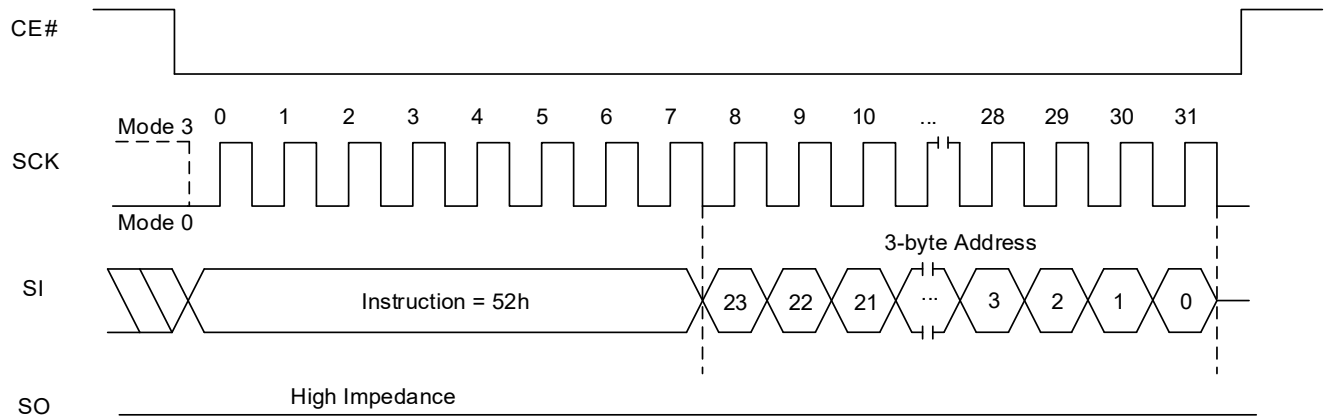 CE#
0 1 2 3 4 5 6 7 8 9 10 ... 28 29 30 31
Mode 3
SCK
Mode 0
3-byte Address
SI
Instruction = 52h 23 22 21 ... 3 2 1 0
High Impedance
SO